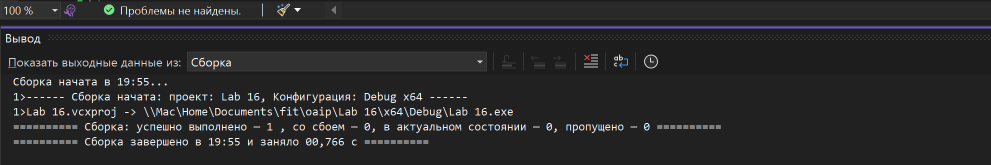 100 % Проблемы не найдены.
Вывод
Показать выходные данные из: Сборка
Сборка начата в 19:55...
1>------ Сборка начата: проект: Lab 16, Конфигурация: Debug x64 ------
1>Lab 16.vcxproj -> \\Mac\Home\Documents\fit\oaip\Lab 16\x64\Debug\Lab 16.exe
========== Сборка: успешно выполнено — 1 , со сбоем — 0, в актуальном состоянии — 0, пропущено — 0 ==========
========== Сборка завершено в 19:55 и заняло 00,766 с ==========